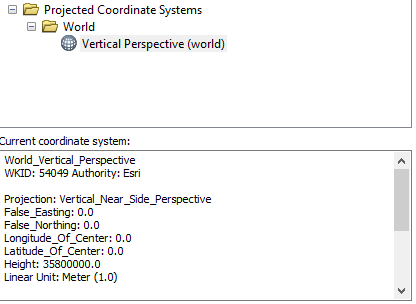 Projected Coordinate Systems
World
Vertical Perspective (world)
Current coordinate system:
World_Vertical_Perspective
WKID: 54049 Authority: Esri
Projection: Vertical_Near_Side_Perspective
False_Easting: 0.0
False_Northing: 0.0
Longitude_Of_Center: 0.0
Latitude_Of_Center: 0.0
Height: 35800000.0
Linear Unit: Meter (1.0)